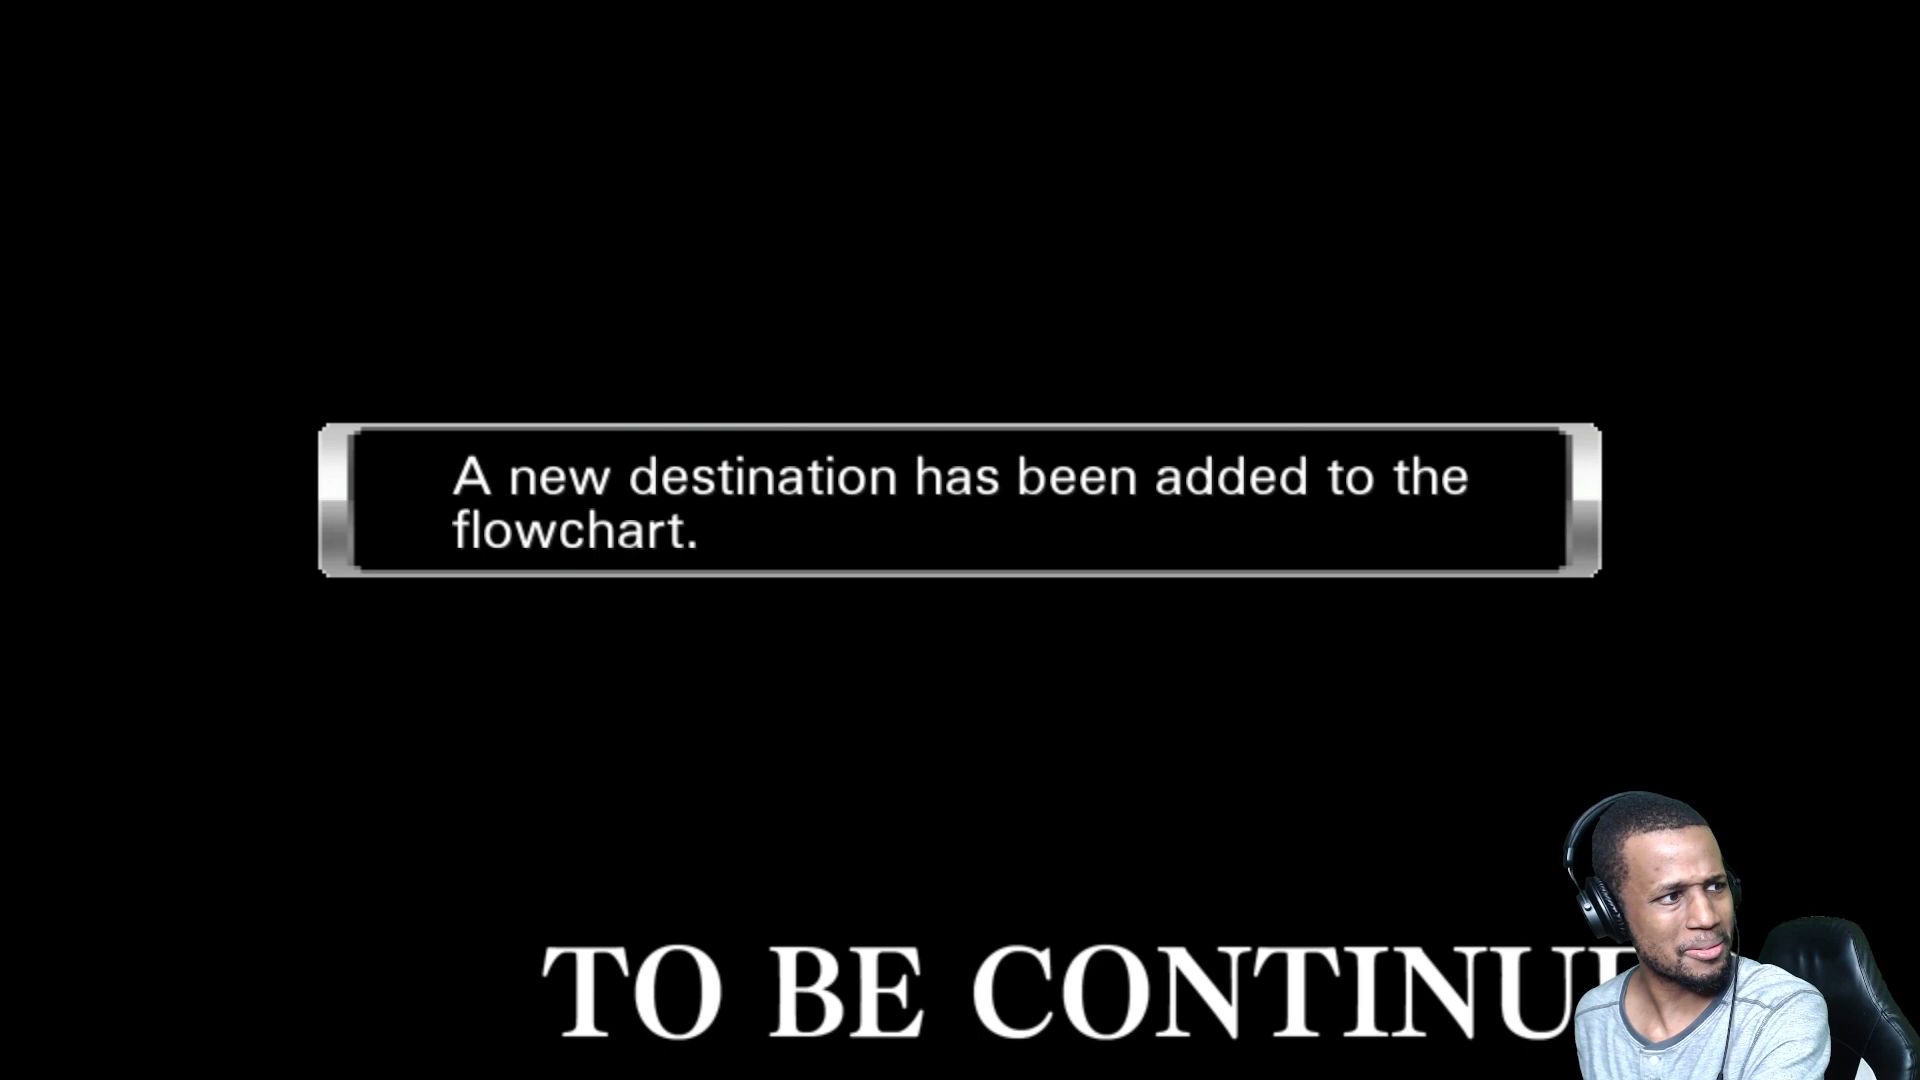 A new destination has been added to the
flowchart.
TO BE CONTINU